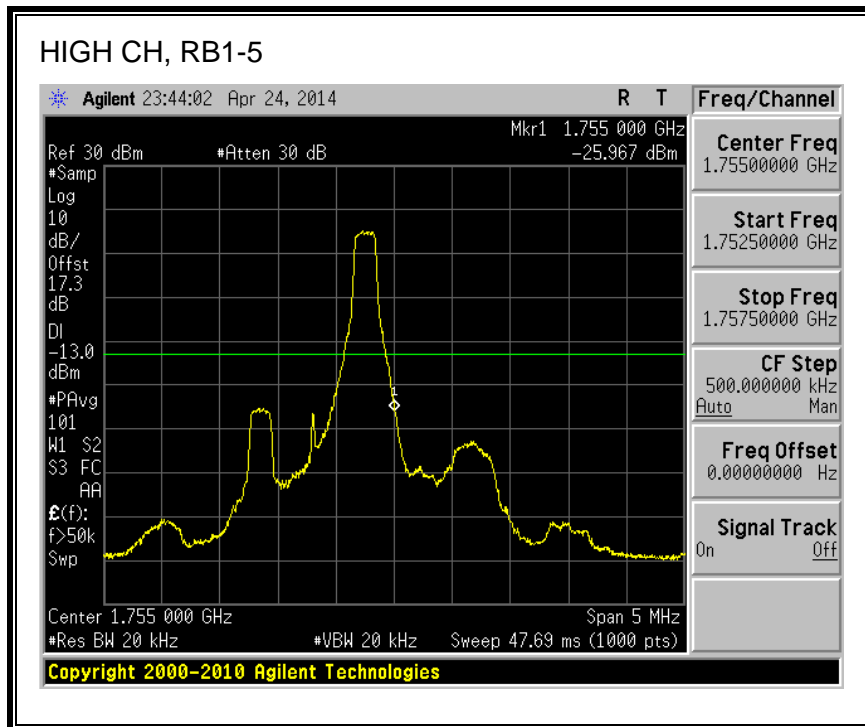 HIGH CH, RB1-5
Agilent 23:44:02 Apr 24, 2014 R T
Freq/Channel
Mkr1 1.755 000 GHz
Ref 30 dBm #Atten 30 dB -25.967 dBm
#Samp
Log
10
dB/
Offst
17.3
dB
DI
-13.0
dBm
#PAvg
101
W1 S2
S3 FC
AA
£(f):
f>50k
Swp
1
Center 1.755 000 GHz Span 5 MHz
#Res BW 20 kHz #VBW 20 kHz Sweep 47.69 ms (1000 pts)
Center Freq
1.75500000 GHz
Start Freq
1.75250000 GHz
Stop Freq
1.75750000 GHz
CF Step
500.000000 kHz
Auto Man
Freq Offset
0.00000000 Hz
Signal Track
On Off
Copyright 2000-2010 Agilent Technologies